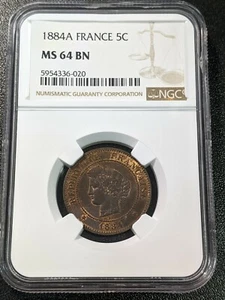 1884A FRANCE 5C
MS 64 BN
5954336-020
NUMISMATIC GUARANTY CORPORATION
NGC